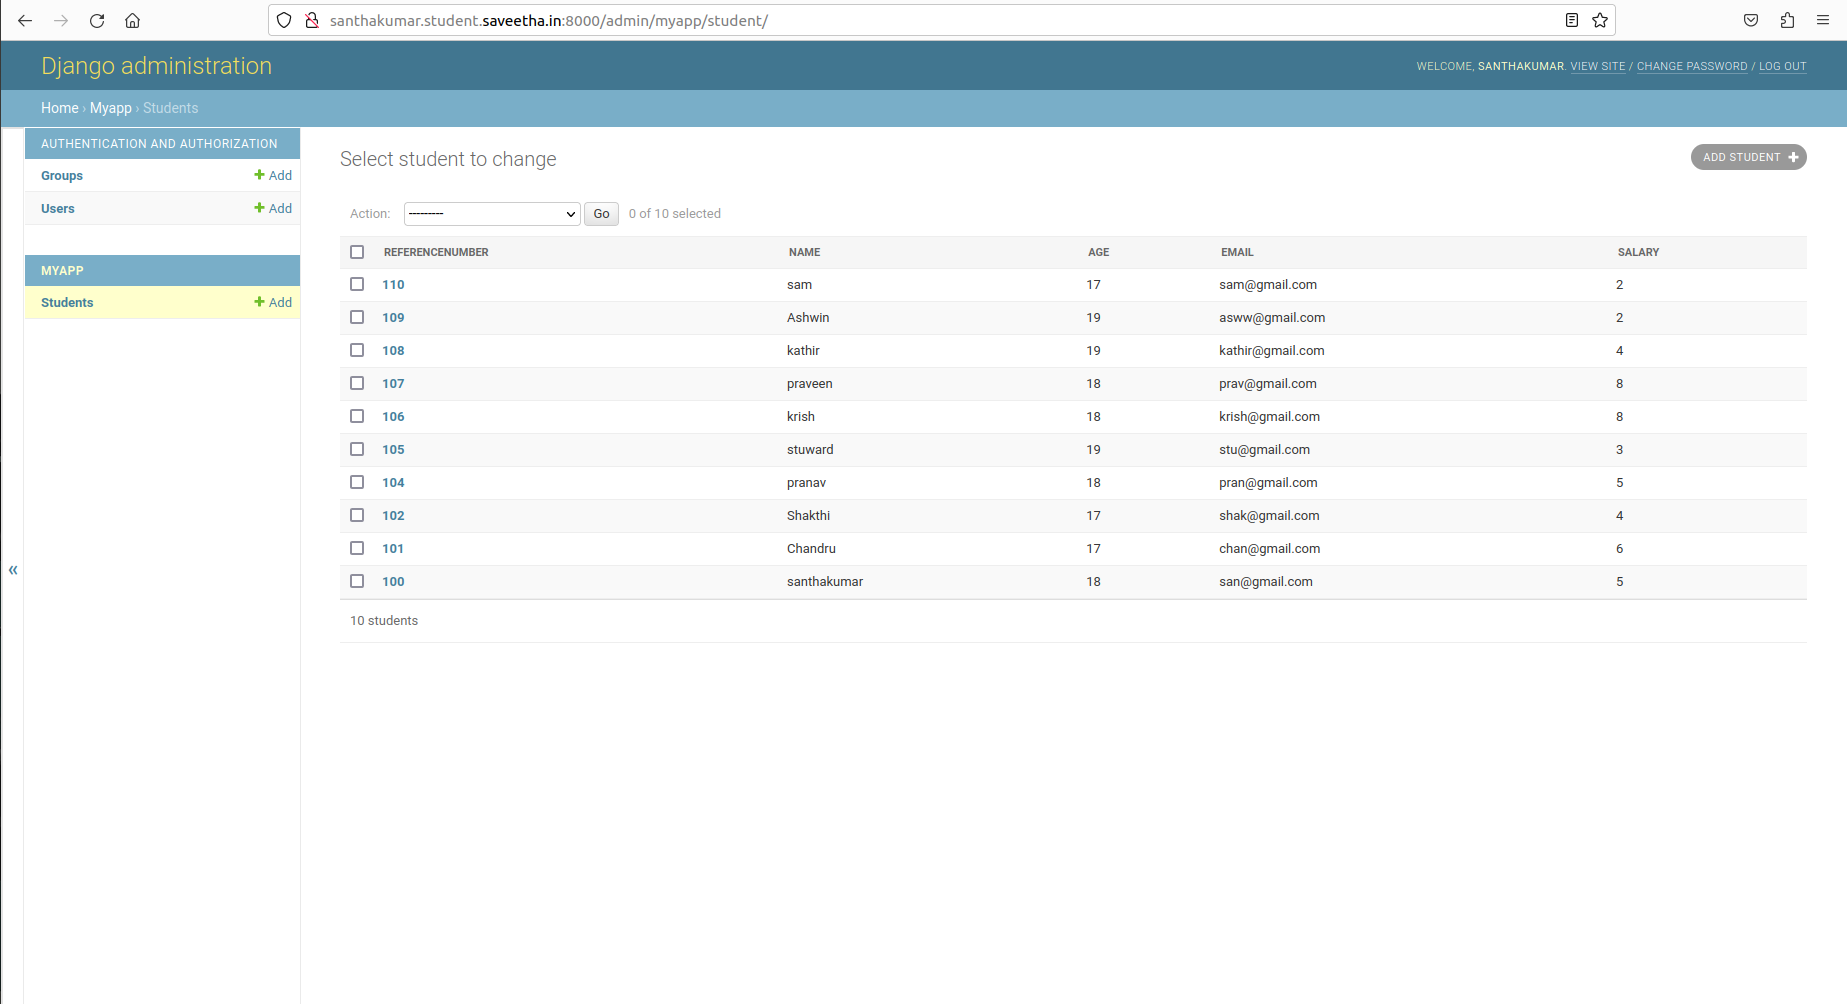 santhakumar.student.saveetha.in:8000/admin/myapp/student/
Django administration
WELCOME, SANTHAKUMAR. VIEW SITE / CHANGE PASSWORD / LOG OUT
Home › Myapp › Students
AUTHENTICATION AND AUTHORIZATION
Groups + Add
Users + Add
MYAPP
Students + Add
«
Select student to change
ADD STUDENT +
Action: --------- Go 0 of 10 selected
REFERENCENUMBER NAME AGE EMAIL SALARY
110 sam 17 sam@gmail.com 2
109 Ashwin 19 asww@gmail.com 2
108 kathir 19 kathir@gmail.com 4
107 praveen 18 prav@gmail.com 8
106 krish 18 krish@gmail.com 8
105 stuward 19 stu@gmail.com 3
104 pranav 18 pran@gmail.com 5
102 Shakthi 17 shak@gmail.com 4
101 Chandru 17 chan@gmail.com 6
100 santhakumar 18 san@gmail.com 5
10 students